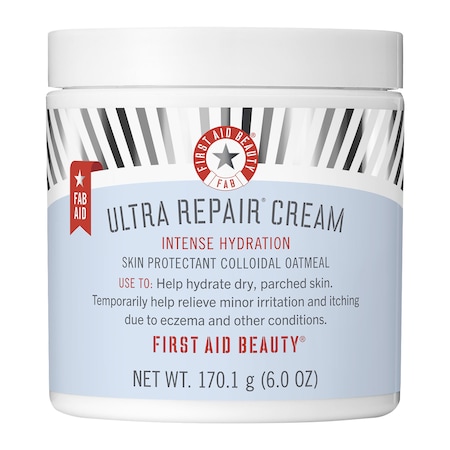 FIRST AID BEAUTY
FAB
FAB
AID
ULTRA REPAIR® CREAM
INTENSE HYDRATION
SKIN PROTECTANT COLLOIDAL OATMEAL
USE TO: Help hydrate dry, parched skin.
Temporarily help relieve minor irritation and itching
due to eczema and other conditions.
FIRST AID BEAUTY®
NET WT. 170.1 g (6.0 OZ)